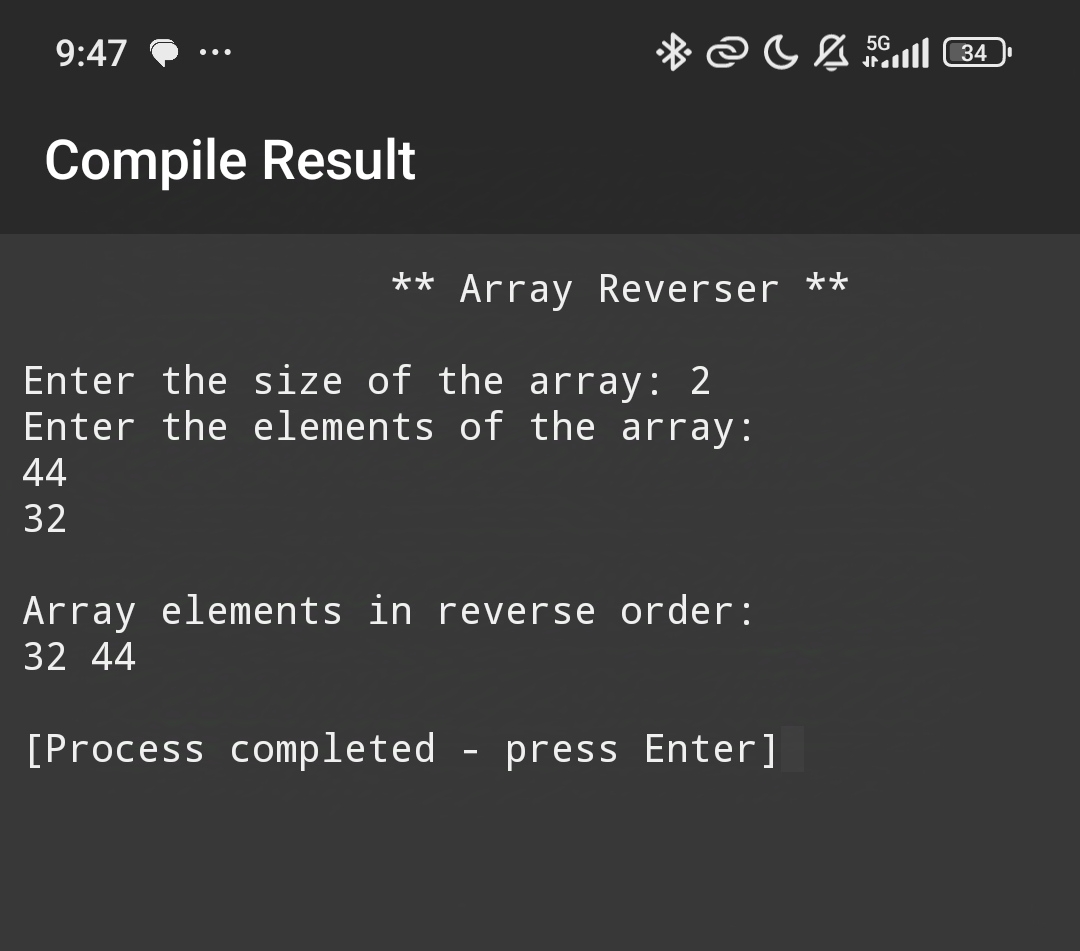 9:47 5G 34
Compile Result
** Array Reverser **
Enter the size of the array: 2
Enter the elements of the array:
44
32
Array elements in reverse order:
32 44
[Process completed - press Enter]